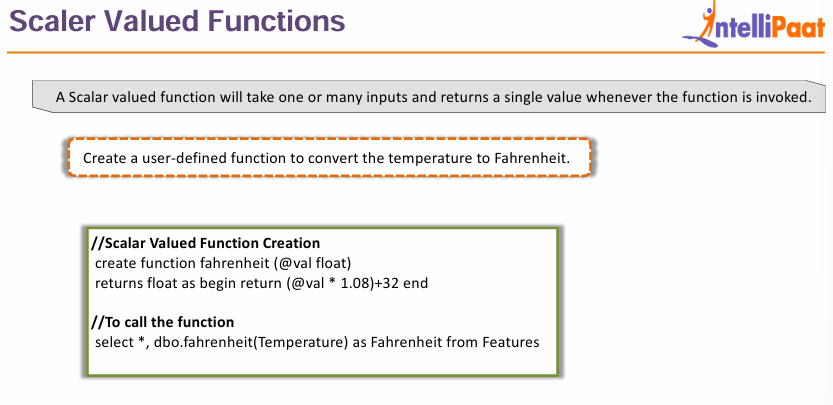 Scaler Valued Functions
IntelliPaat
A Scalar valued function will take one or many inputs and returns a single value whenever the function is invoked.
Create a user-defined function to convert the temperature to Fahrenheit.
//Scalar Valued Function Creation
create function fahrenheit (@val float)
returns float as begin return (@val * 1.08)+32 end
//To call the function
select *, dbo.fahrenheit(Temperature) as Fahrenheit from Features